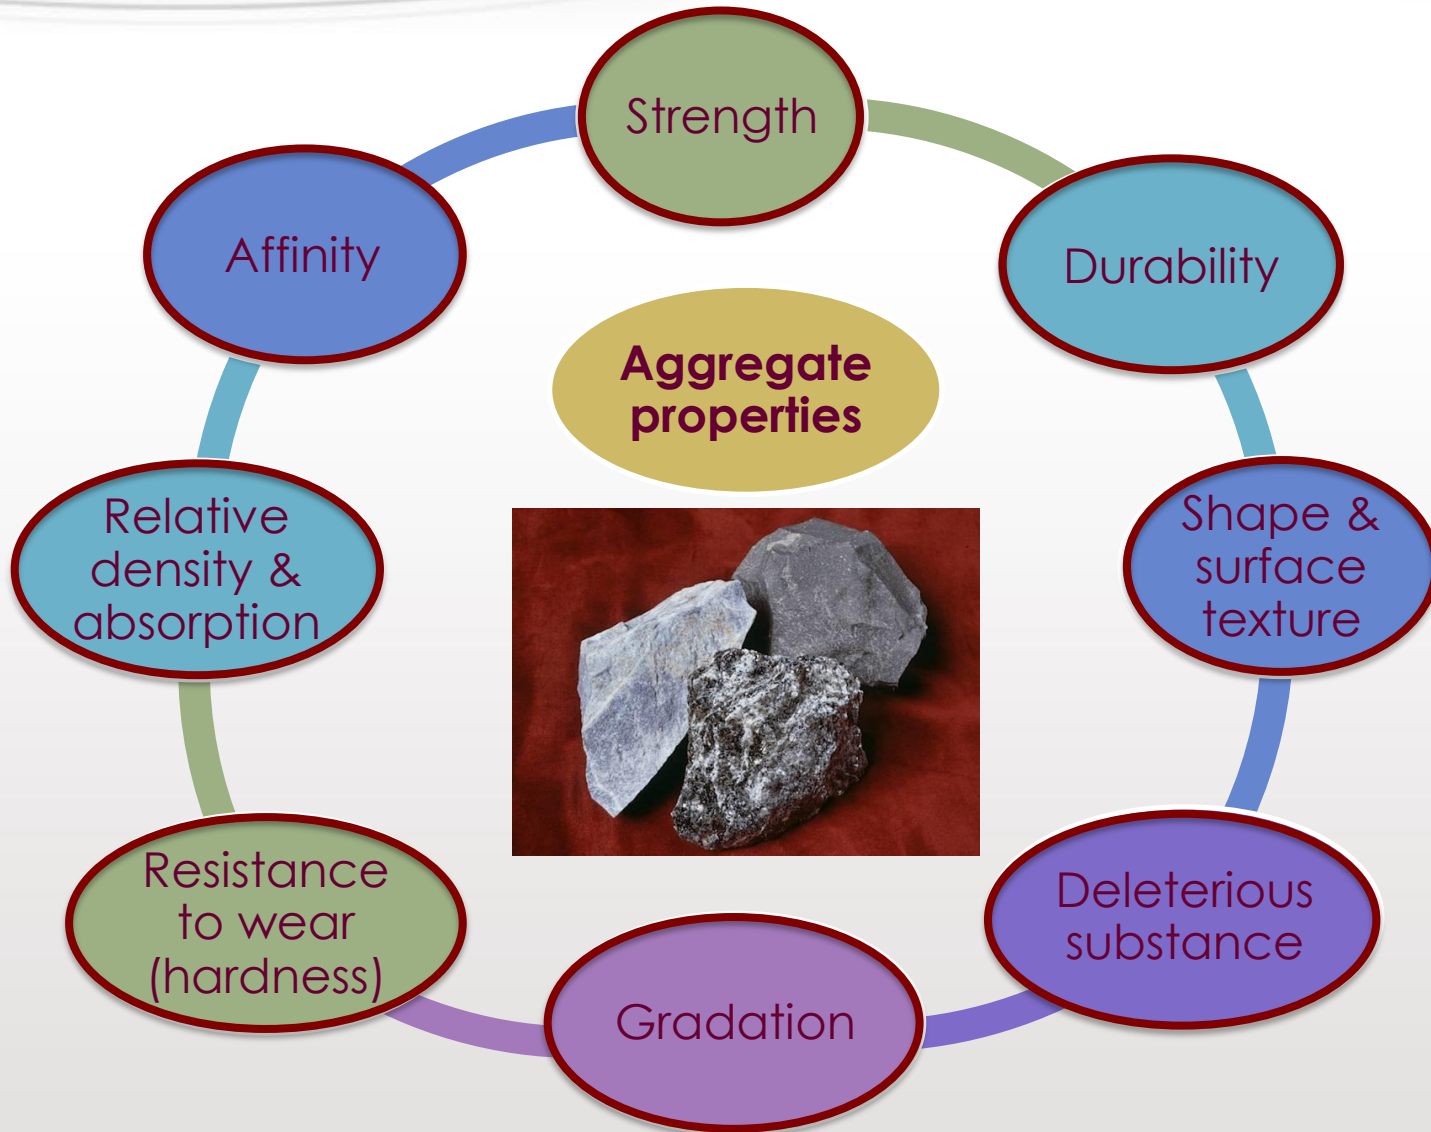 Strength
Durability
Shape &
surface
texture
Deleterious
substance
Gradation
Resistance
to wear
(hardness)
Relative
density &
absorption
Affinity
Aggregate
properties